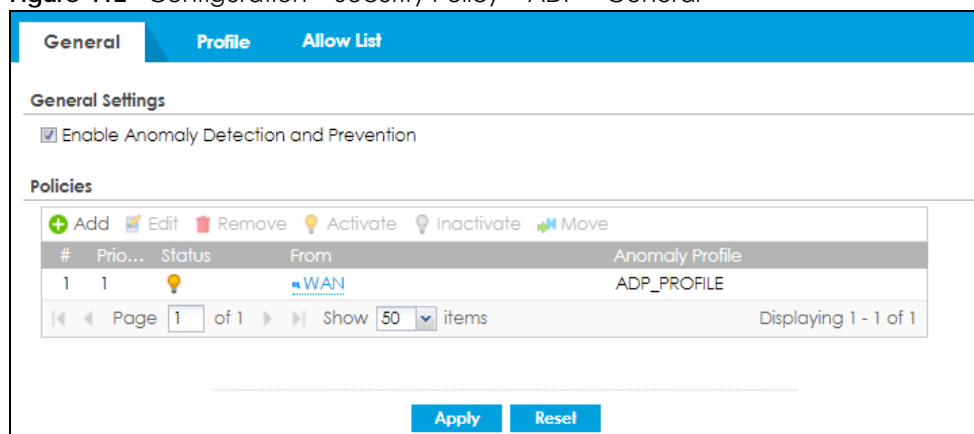 General Profile Allow List
General Settings
Enable Anomaly Detection and Prevention
Policies
Add Edit Remove Activate Inactivate Move
# Prio... Status From Anomaly Profile
1 1 WAN ADP_PROFILE
Page 1 of 1 Show 50 items Displaying 1 - 1 of 1
Apply Reset